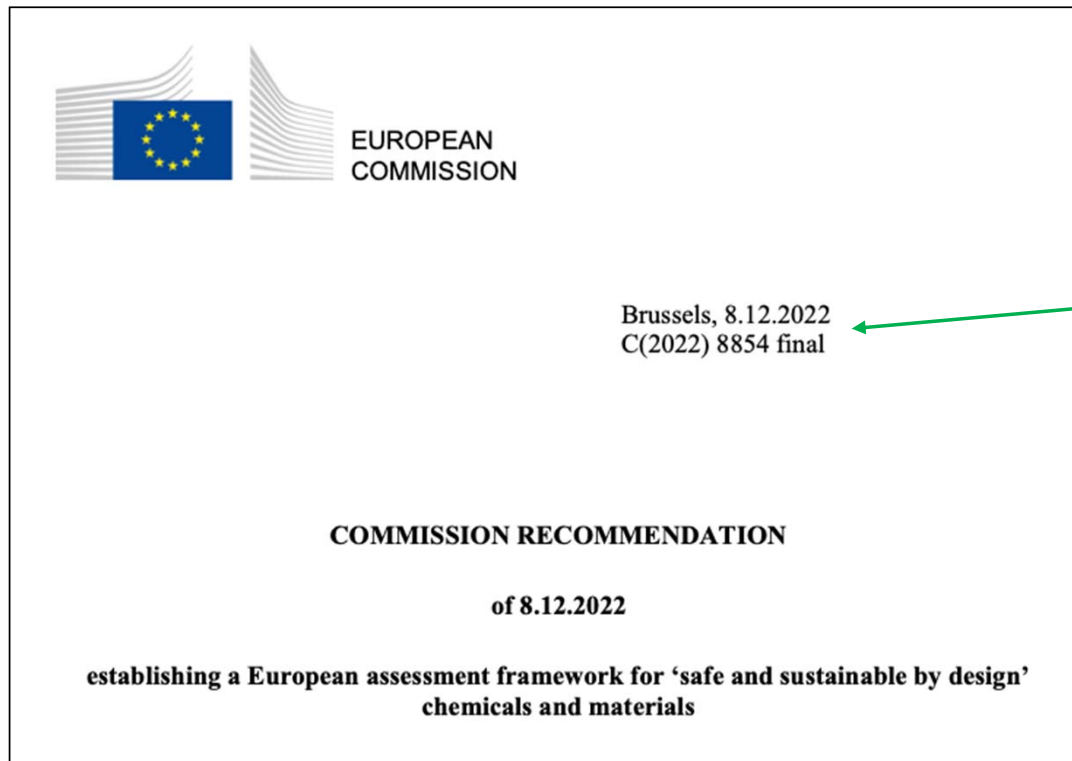 EUROPEAN
COMMISSION
Brussels, 8.12.2022
C(2022) 8854 final
COMMISSION RECOMMENDATION
of 8.12.2022
establishing a European assessment framework for ‘safe and sustainable by design’
chemicals and materials